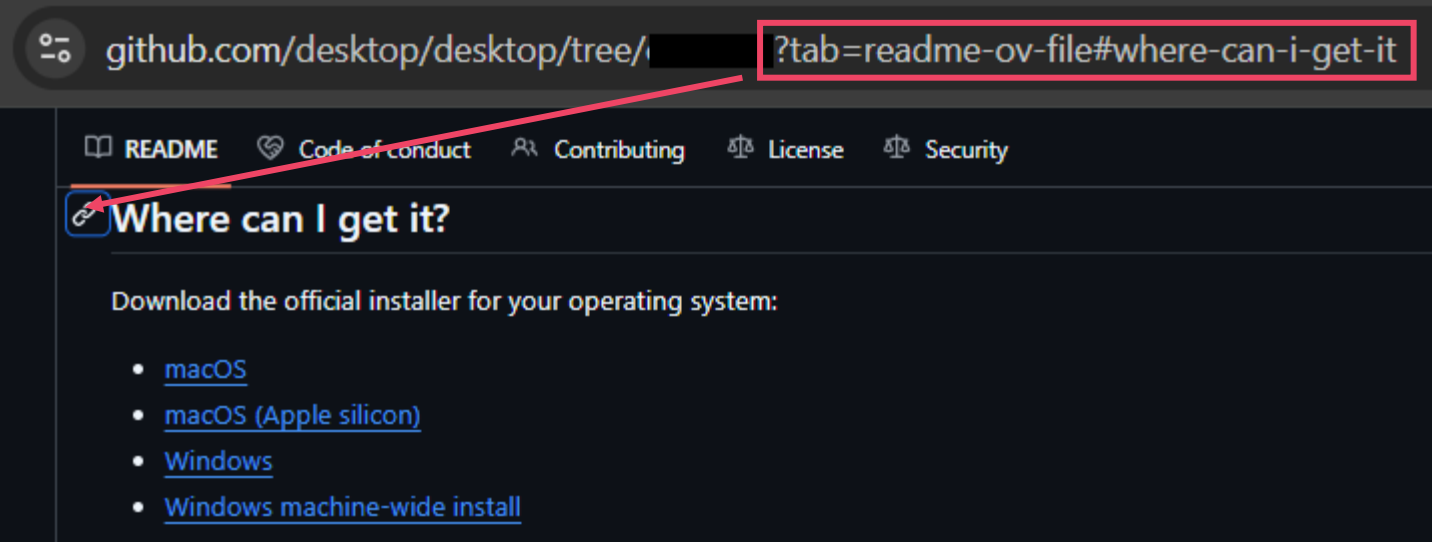 github.com/desktop/desktop/tree/ ?tab=readme-ov-file#where-can-i-get-it
README Code of conduct Contributing License Security
Where can I get it?
Download the official installer for your operating system:
macOS
macOS (Apple silicon)
Windows
Windows machine-wide install